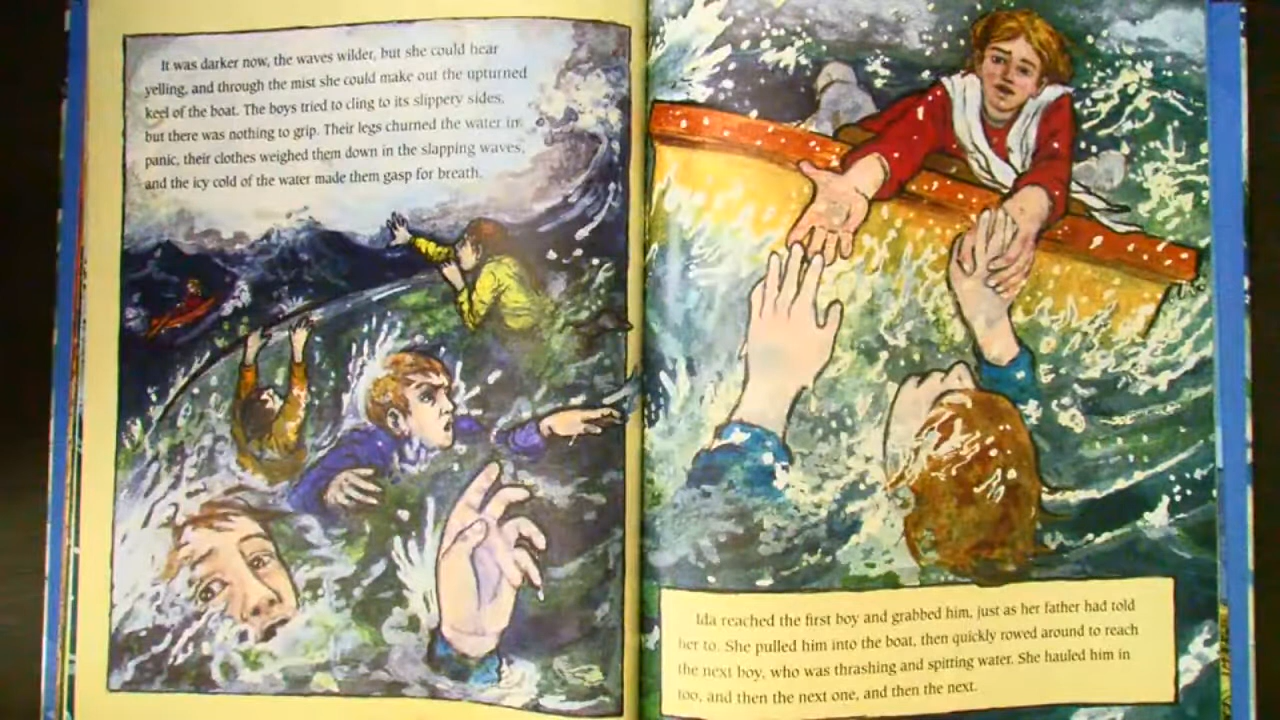 It was darker now, the waves wilder, but she could hear
yelling, and through the mist she could make out the upturned
keel of the boat. The boys tried to cling to its slippery sides,
but there was nothing to grip. Their legs churned the water in
panic, their clothes weighed them down in the slapping waves,
and the icy cold of the water made them gasp for breath.
Ida reached the first boy and grabbed him, just as her father had told
her to. She pulled him into the boat, then quickly rowed around to reach
the next boy, who was thrashing and spitting water. She hauled him in
too, and then the next one, and then the next.